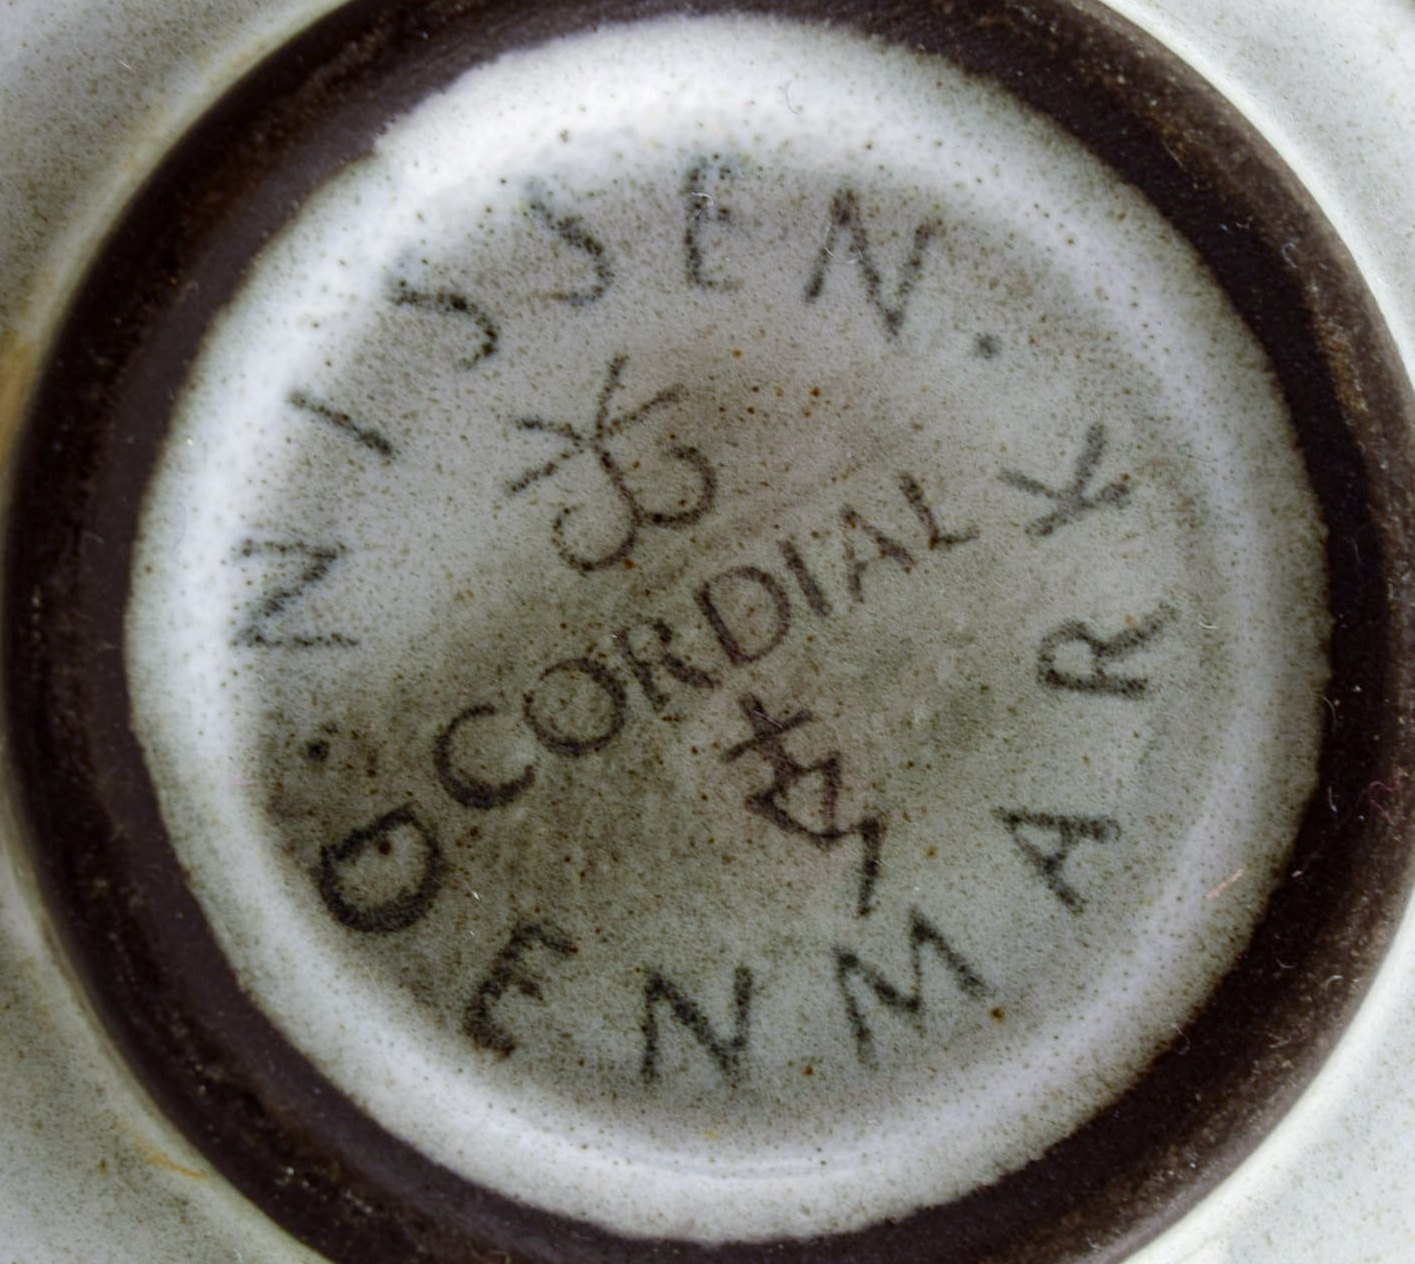 NISSEN.
CORDIAL
. DENMARK